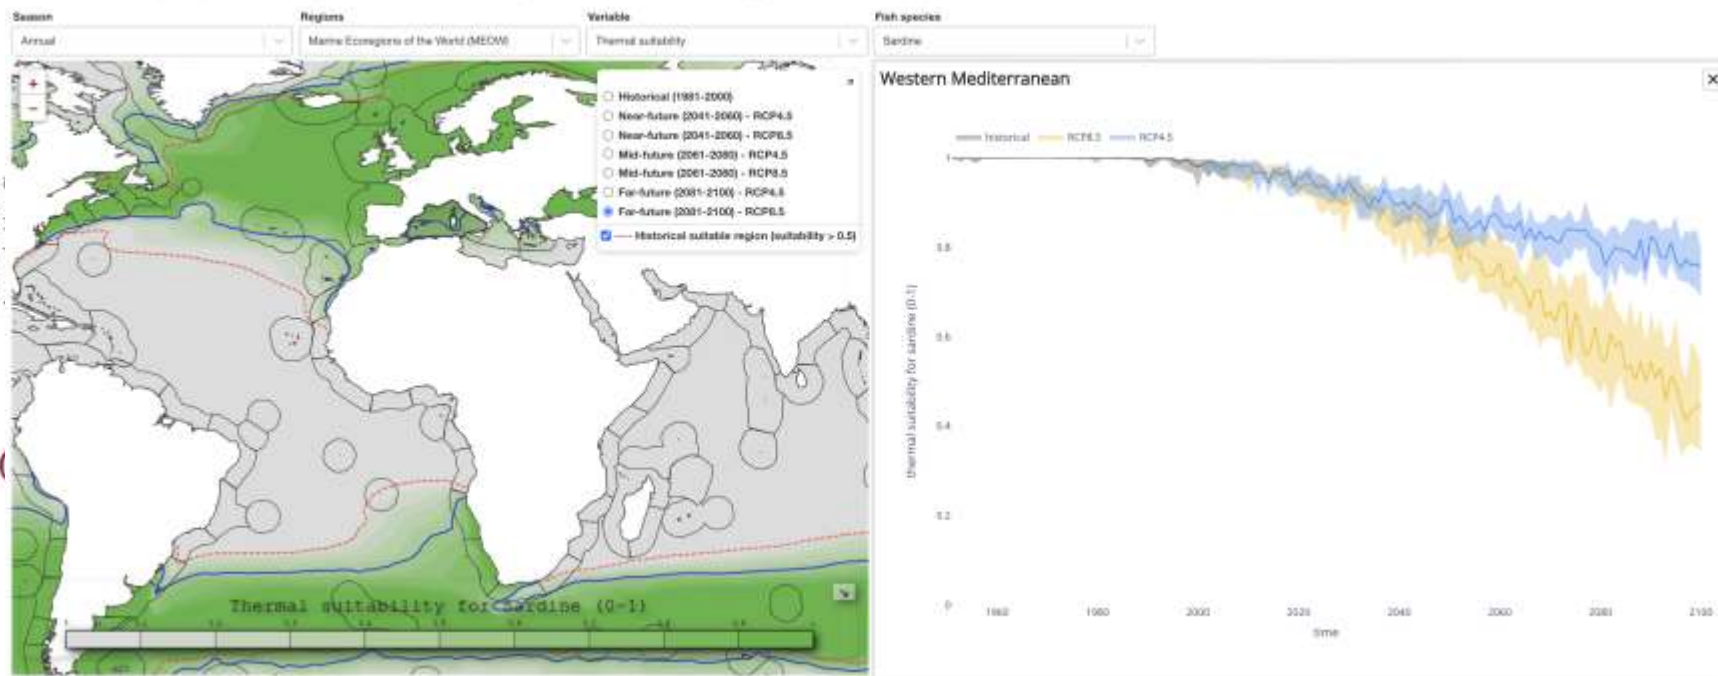 Season
Regions
Variable
Fish species
Annual
Marine Ecoregions of the World (MEOW)
Thermal suitability
Sardine
+
−
Historical (1981-2000)
Near-future (2041-2060) - RCP4.5
Near-future (2041-2060) - RCP8.5
Mid-future (2061-2080) - RCP4.5
Mid-future (2061-2080) - RCP8.5
Far-future (2081-2100) - RCP4.5
Far-future (2081-2100) - RCP8.5
Historical suitable region (suitability > 0.5)
Thermal suitability for Sardine (0-1)
Western Mediterranean
historical
RCP8.5
RCP4.5
1
0.8
0.6
0.4
0.2
0
thermal suitability for sardine (0-1)
1960
1980
2000
2020
2040
2060
2080
2100
time